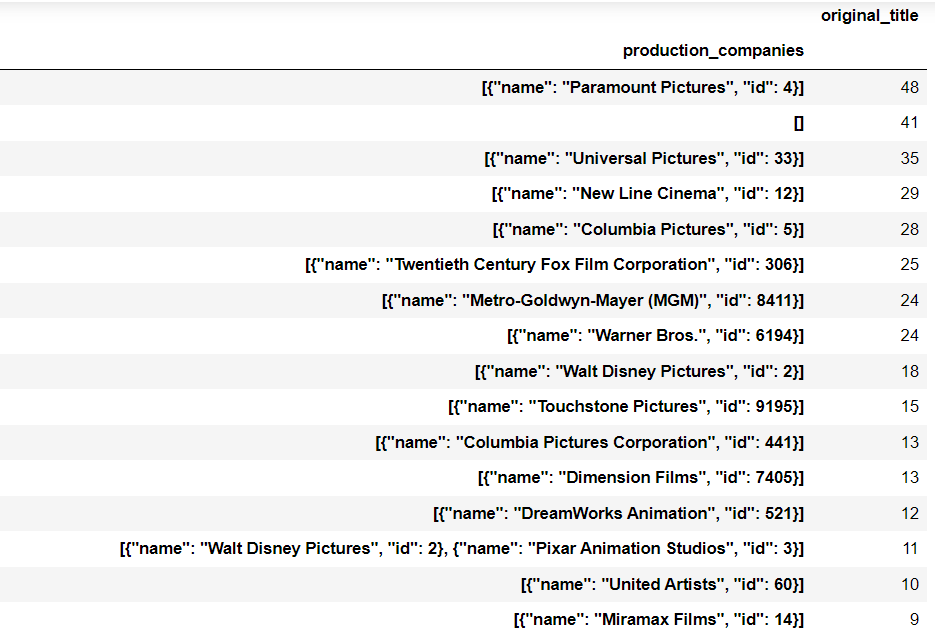 original_title
production_companies
[{"name": "Paramount Pictures", "id": 4}] 48
[] 41
[{"name": "Universal Pictures", "id": 33}] 35
[{"name": "New Line Cinema", "id": 12}] 29
[{"name": "Columbia Pictures", "id": 5}] 28
[{"name": "Twentieth Century Fox Film Corporation", "id": 306}] 25
[{"name": "Metro-Goldwyn-Mayer (MGM)", "id": 8411}] 24
[{"name": "Warner Bros.", "id": 6194}] 24
[{"name": "Walt Disney Pictures", "id": 2}] 18
[{"name": "Touchstone Pictures", "id": 9195}] 15
[{"name": "Columbia Pictures Corporation", "id": 441}] 13
[{"name": "Dimension Films", "id": 7405}] 13
[{"name": "DreamWorks Animation", "id": 521}] 12
[{"name": "Walt Disney Pictures", "id": 2}, {"name": "Pixar Animation Studios", "id": 3}] 11
[{"name": "United Artists", "id": 60}] 10
[{"name": "Miramax Films", "id": 14}] 9